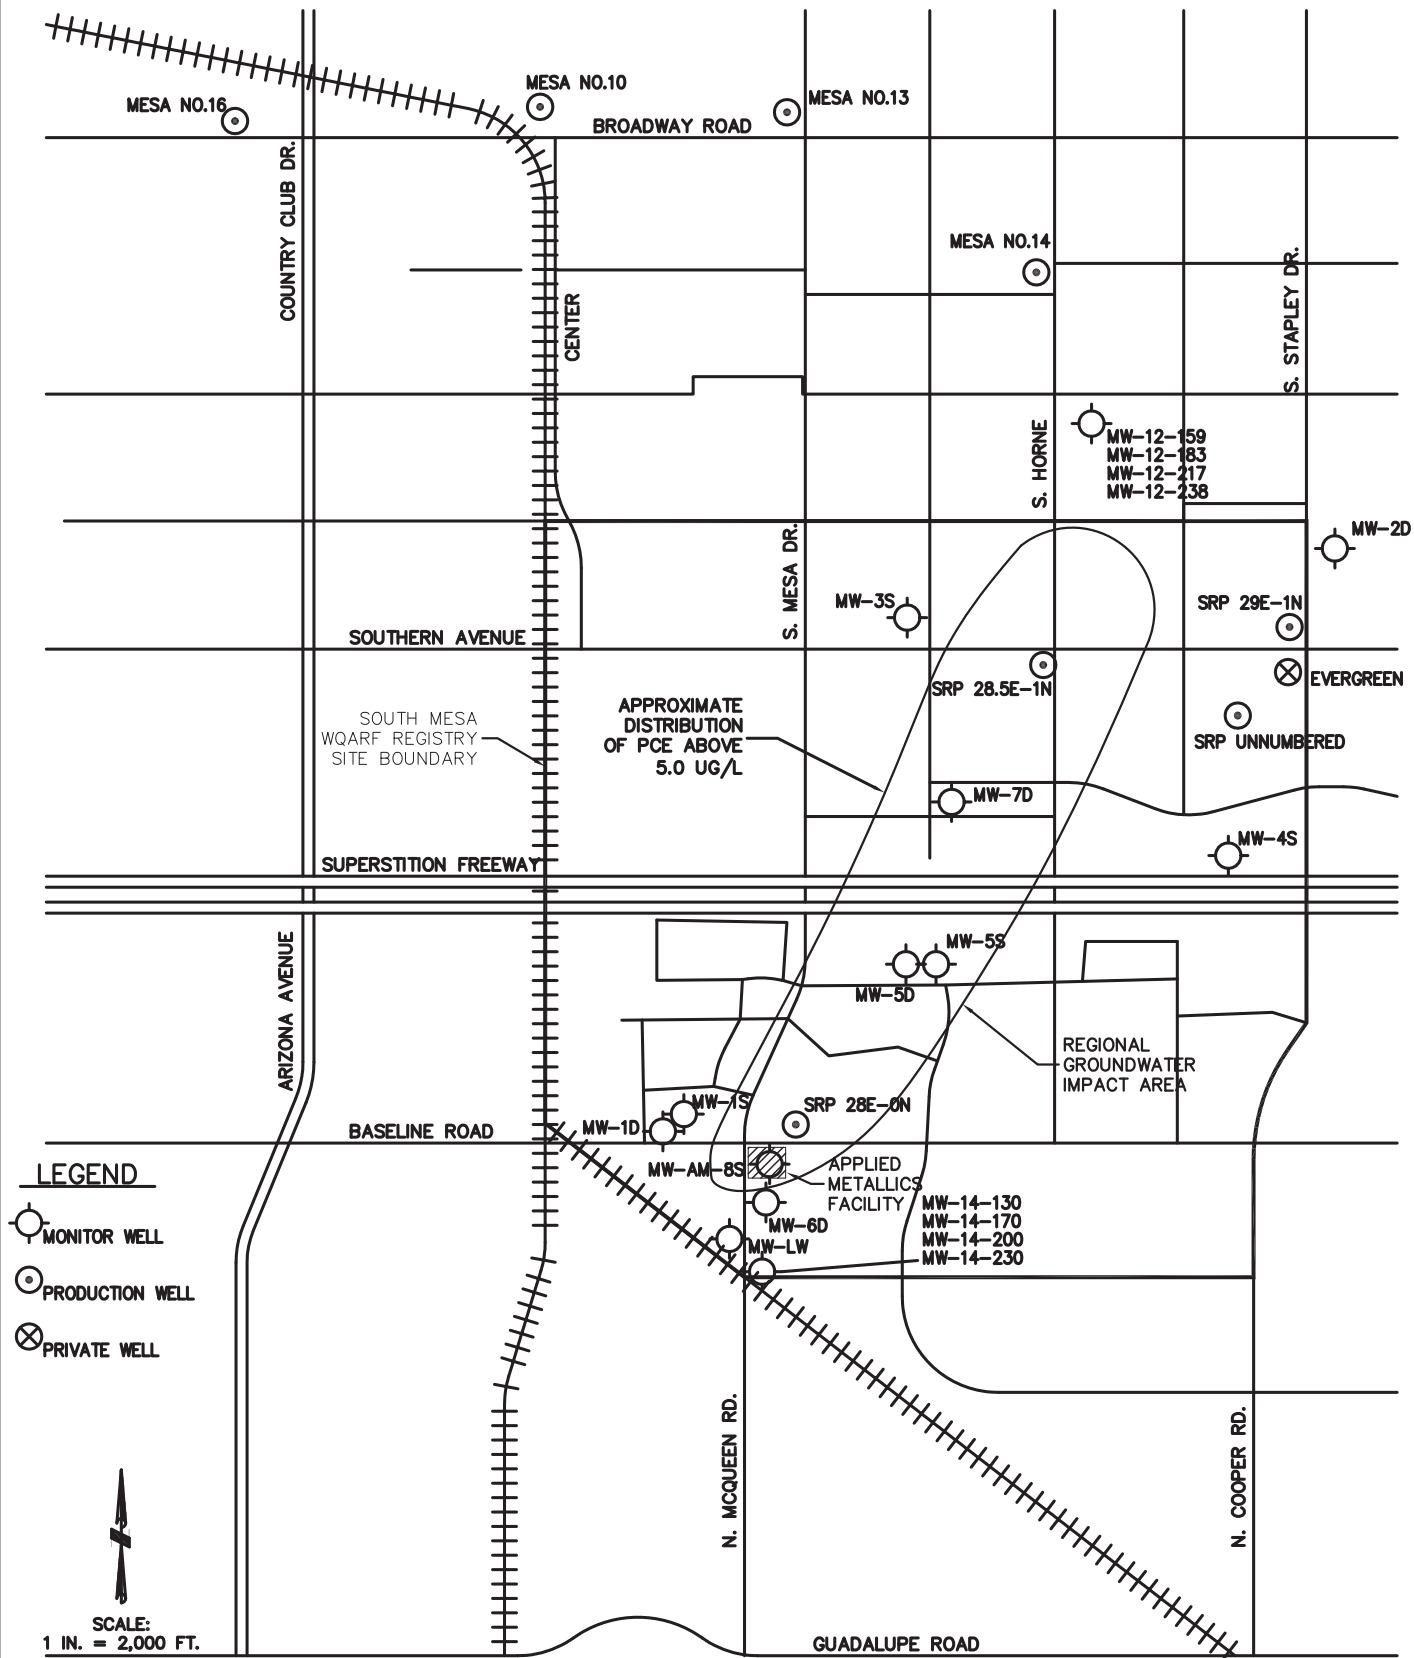 MESA NO.10
MESA NO.16
MESA NO.13
BROADWAY ROAD
COUNTRY CLUB DR.
MESA NO.14
CENTER
S. STAPLEY DR.
S. HORNE
MW-12-159
MW-12-183
MW-12-217
MW-12-238
MW-2D
S. MESA DR.
MW-3S
SRP 29E-1N
SOUTHERN AVENUE
EVERGREEN
SRP 28.5E-1N
SOUTH MESA
WQARF REGISTRY
SITE BOUNDARY
APPROXIMATE
DISTRIBUTION
OF PCE ABOVE
5.0 UG/L
SRP UNNUMBERED
MW-7D
MW-4S
SUPERSTITION FREEWAY
ARIZONA AVENUE
MW-5S
MW-5D
REGIONAL
GROUNDWATER
IMPACT AREA
MW-1S
SRP 28E-0N
MW-1D
BASELINE ROAD
MW-AM-8S
APPLIED
METALLICS
FACILITY
MW-6D
MW-LW
MW-14-130
MW-14-170
MW-14-200
MW-14-230
LEGEND
MONITOR WELL
PRODUCTION WELL
PRIVATE WELL
N. MCQUEEN RD.
N. COOPER RD.
SCALE:
1 IN. = 2,000 FT.
GUADALUPE ROAD